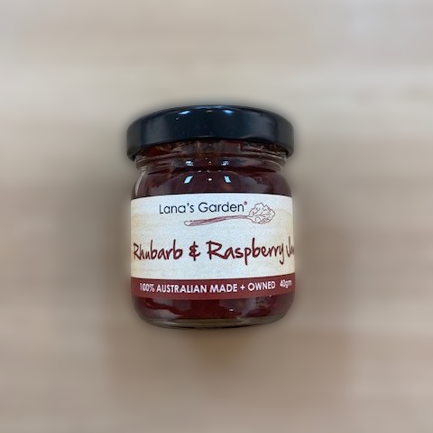 Lana's Garden®
Rhubarb & Raspberry
100% AUSTRALIAN MADE + OWNED 40gm